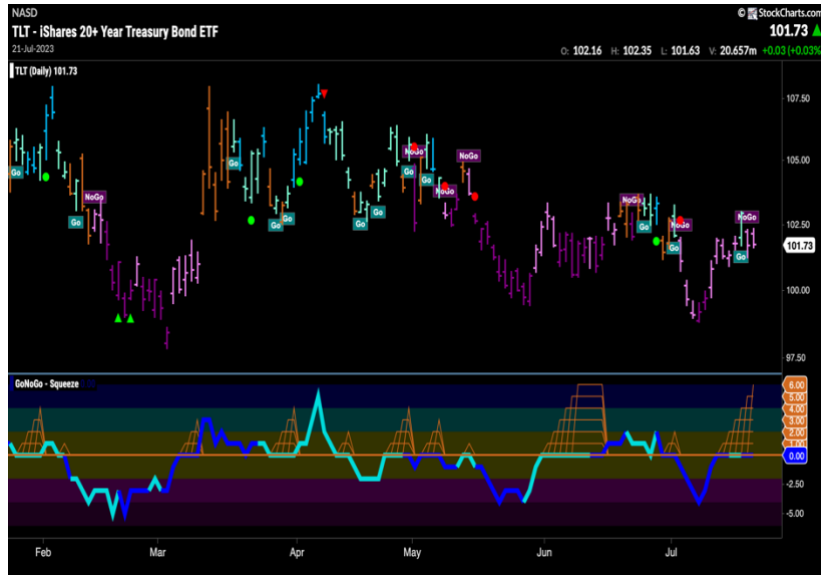 NASD
© StockCharts.com
TLT - iShares 20+ Year Treasury Bond ETF
101.73
21-Jul-2023
O: 102.16 H: 102.35 L: 101.63 V: 20.657m +0.03 (+0.03%)
TLT (Daily) 101.73
107.50
NoGo
NoGo
105.00
Go
Go
Go
Go
NoGo
NoGo
NoGo
NoGo
NoGo
Go
Go
Go
Go
Go
Go
102.50
Go
Go
Go
101.73
100.00
97.50
GoNoGo - Squeeze
6.00
5.00
4.00
3.00
2.00
1.00
0.00
-2.50
-5.00
Feb Mar Apr May Jun Jul